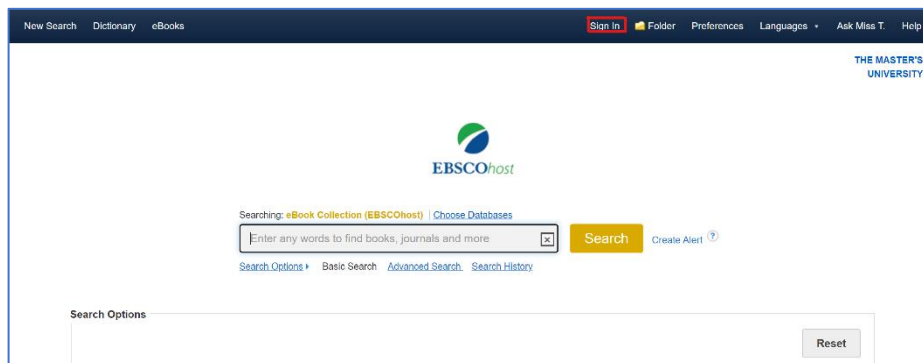 New Search Dictionary eBooks Sign In Folder Preferences Languages Ask Miss T. Help
THE MASTER'S
UNIVERSITY
EBSCOhost
Searching: eBook Collection (EBSCOhost) | Choose Databases
Enter any words to find books, journals and more x Search Create Alert ?
Search Options Basic Search Advanced Search Search History
Search Options
Reset